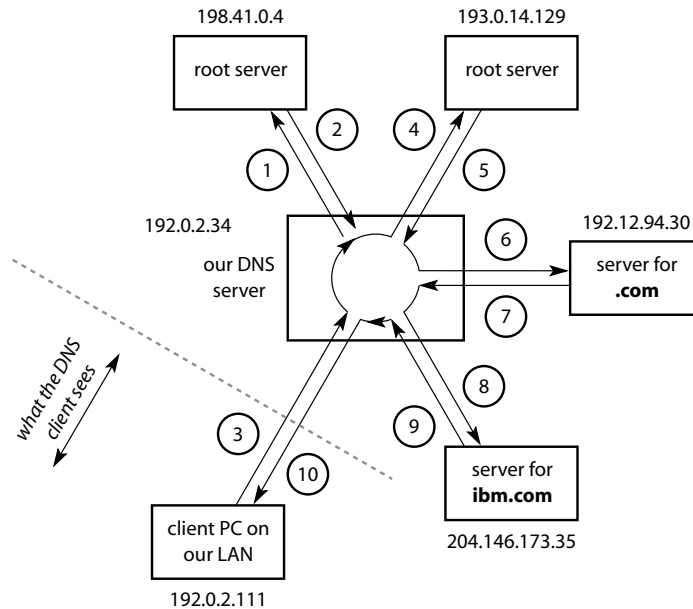 198.41.0.4
193.0.14.129
root server
root server
2
4
1
5
192.0.2.34
192.12.94.30
6
our DNS
server
server for
.com
7
what the DNS
client sees
8
3
9
10
server for
ibm.com
client PC on
our LAN
204.146.173.35
192.0.2.111